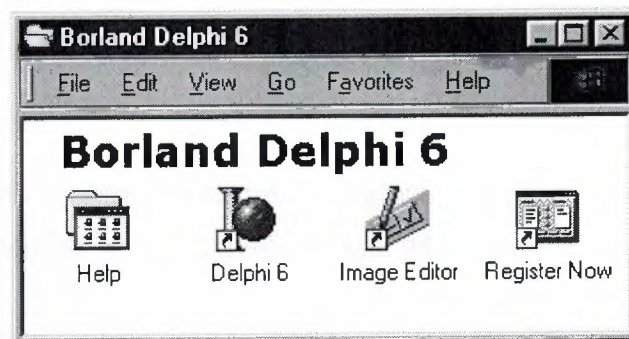 Borland Delphi 6
File Edit View Go Favorites Help
Borland Delphi 6
Help Delphi 6 Image Editor Register Now